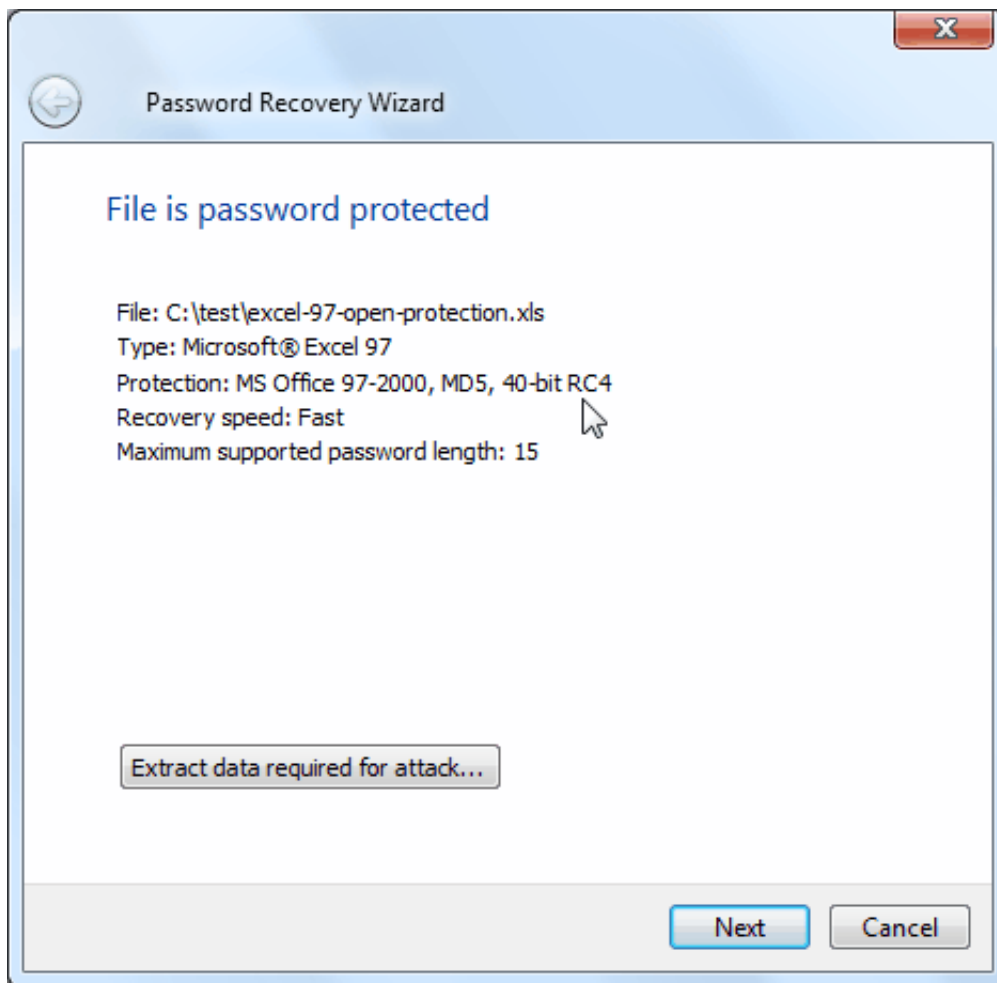 Password Recovery Wizard
File is password protected
File: C:\test\excel-97-open-protection.xls
Type: Microsoft® Excel 97
Protection: MS Office 97-2000, MD5, 40-bit RC4
Recovery speed: Fast
Maximum supported password length: 15
Extract data required for attack...
Next
Cancel